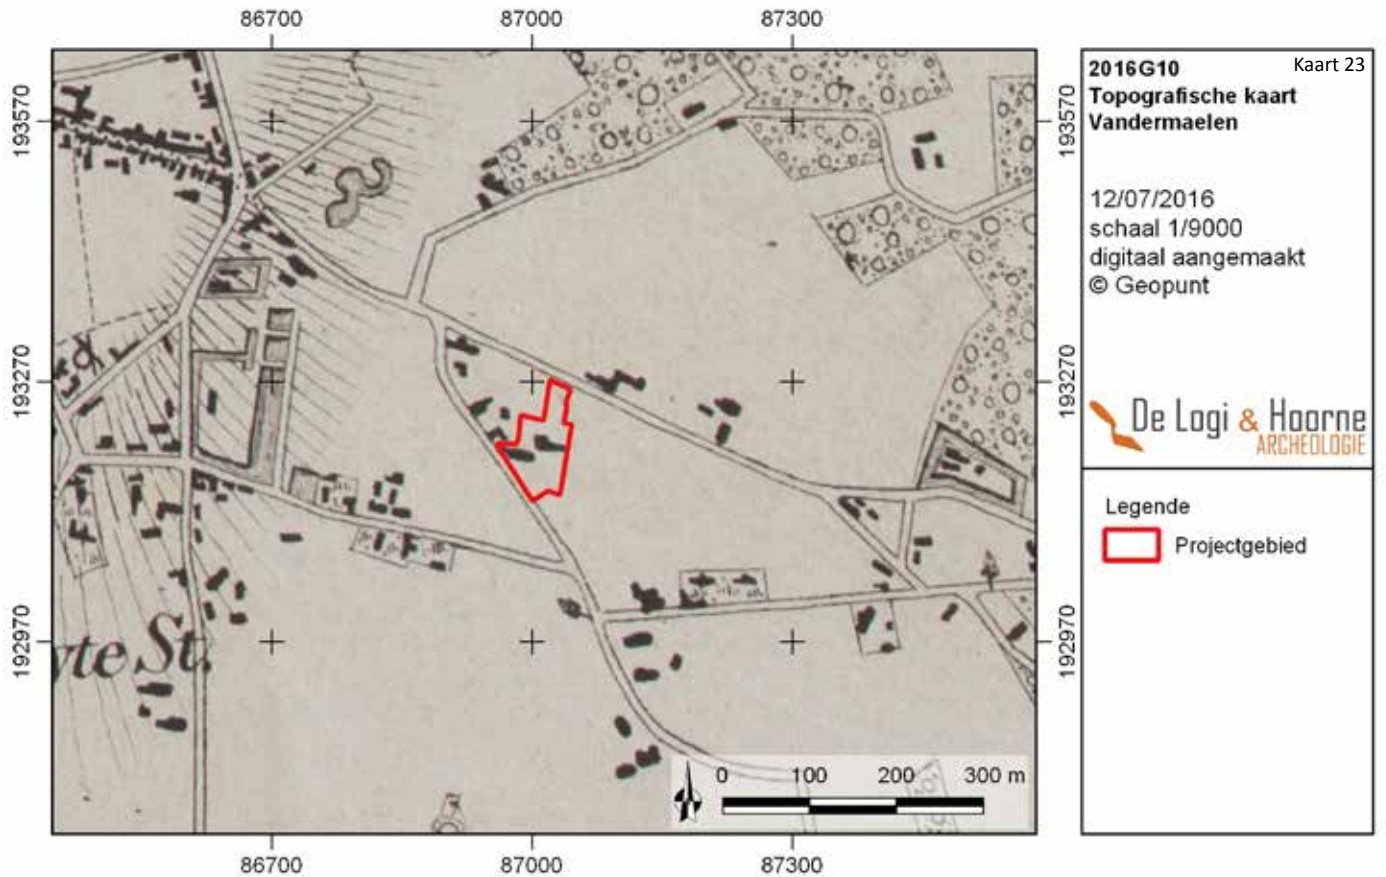 86700 87000 87300
193570 193570
193270 193270
192970 192970
86700 87000 87300
yte St.
0 100 200 300 m
2016G10 Kaart 23
Topografische kaart
Vandermaelen
12/07/2016
schaal 1/9000
digitaal aangemaakt
© Geopunt
De Logi & Hoorne
ARCHEOLOGIE
Legende
Projectgebied